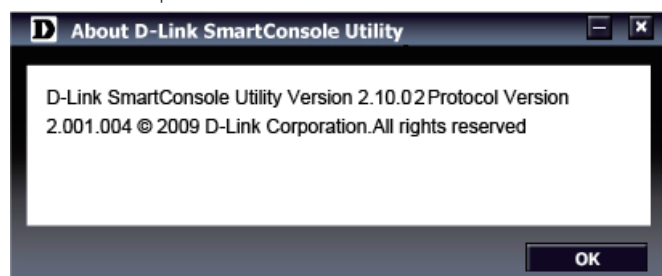 D About D-Link SmartConsole Utility
D-Link SmartConsole Utility Version 2.10.02 Protocol Version
2.001.004 © 2009 D-Link Corporation.All rights reserved
OK